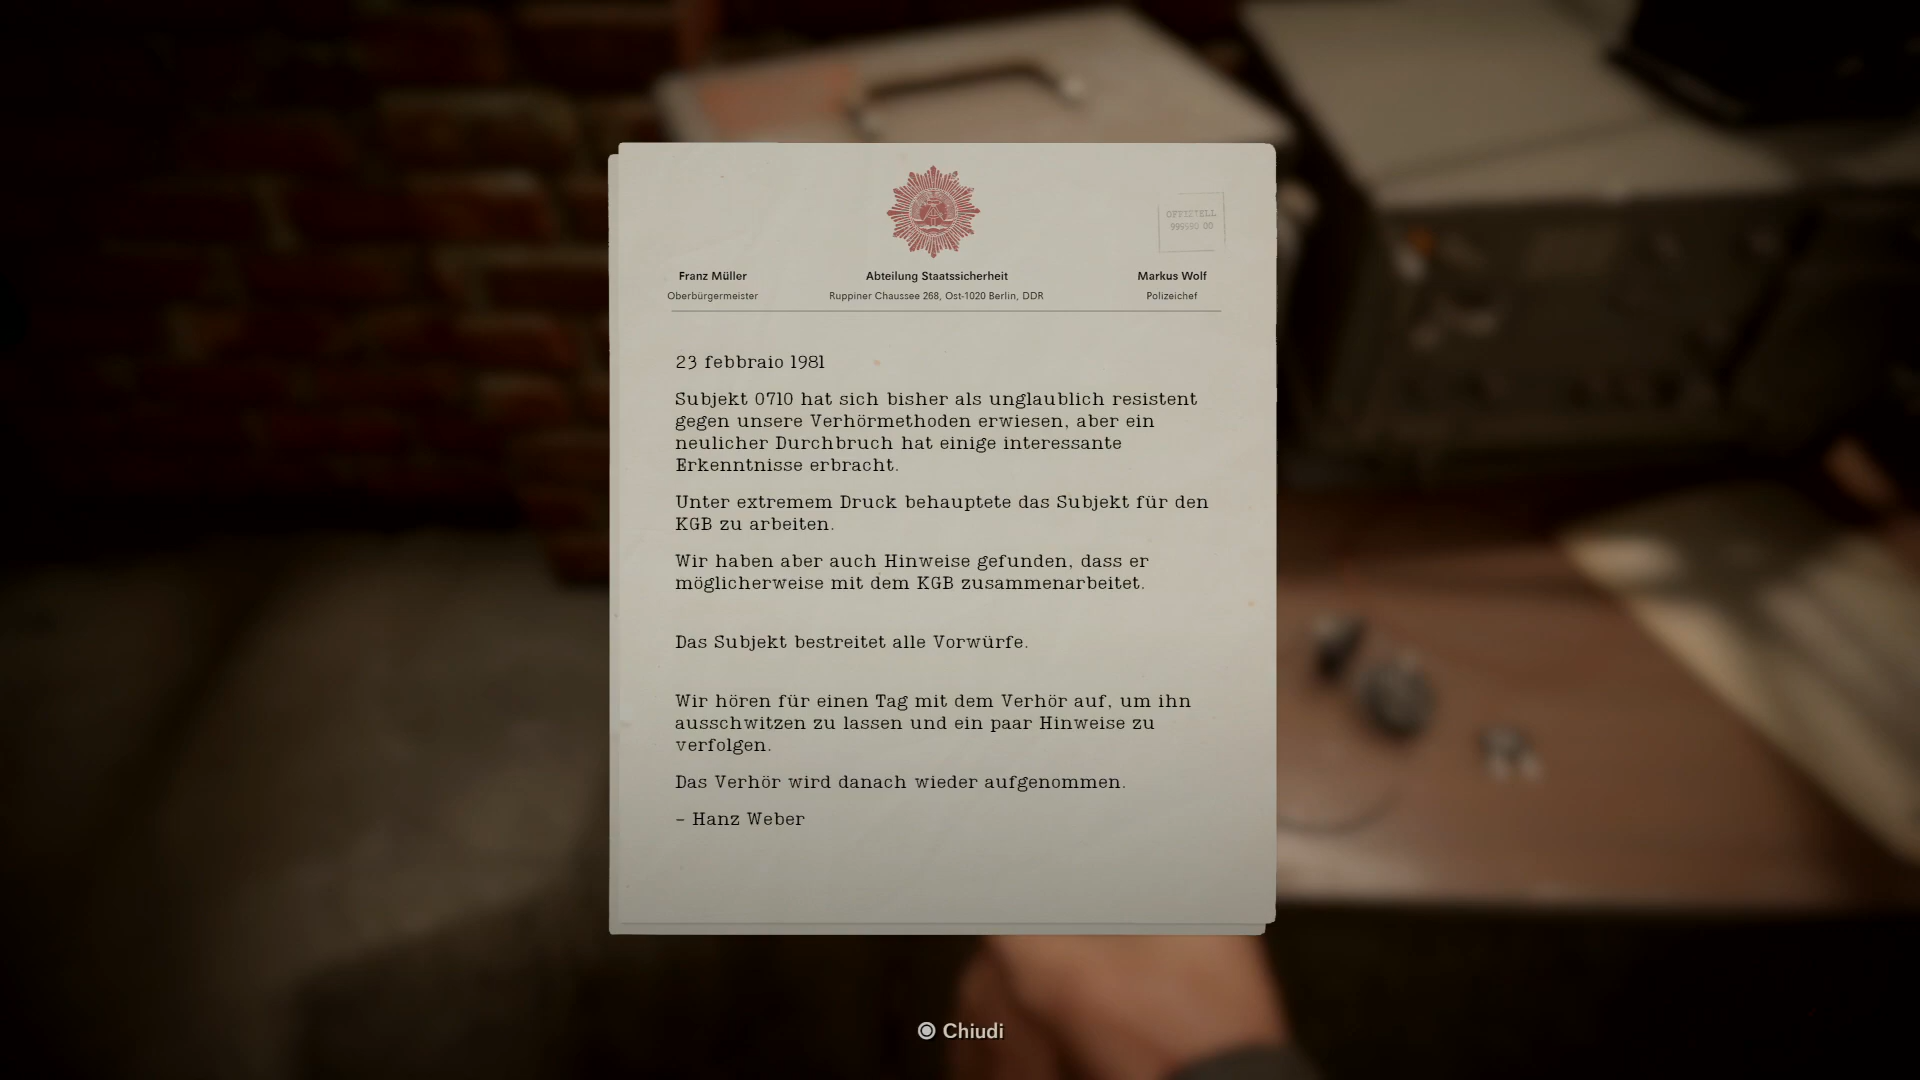 OFFIZIELL
999590 00
Franz Müller
Abteilung Staatssicherheit
Markus Wolf
Oberbürgermeister
Ruppiner Chaussee 268, Ost-1020 Berlin, DDR
Polizeichef
23 febbraio 1981
Subjekt 0710 hat sich bisher als unglaublich resistent
gegen unsere Verhörmethoden erwiesen, aber ein
neulicher Durchbruch hat einige interessante
Erkenntnisse erbracht.
Unter extremem Druck behauptete das Subjekt für den
KGB zu arbeiten.
Wir haben aber auch Hinweise gefunden, dass er
möglicherweise mit dem KGB zusammenarbeitet.
Das Subjekt bestreitet alle Vorwürfe.
Wir hören für einen Tag mit dem Verhör auf, um ihn
ausschwitzen zu lassen und ein paar Hinweise zu
verfolgen.
Das Verhör wird danach wieder aufgenommen.
– Hanz Weber
Chiudi